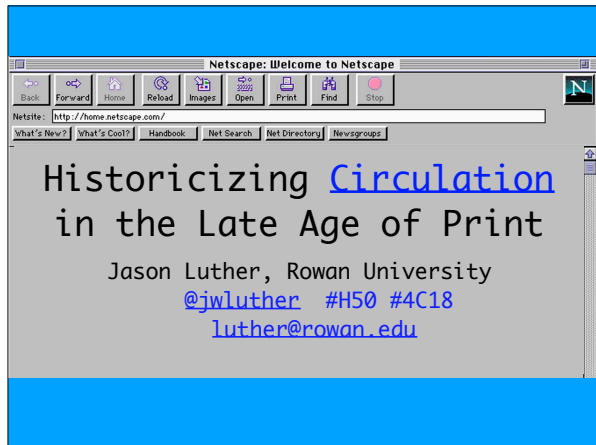 Netscape: Welcome to Netscape
Back Forward Home Reload Images Open Print Find Stop
N
Netsite: http://home.netscape.com/
What's New? What's Cool? Handbook Net Search Net Directory Newsgroups
Historicizing Circulation
in the Late Age of Print
Jason Luther, Rowan University
@jwluther #H50 #4C18
luther@rowan.edu